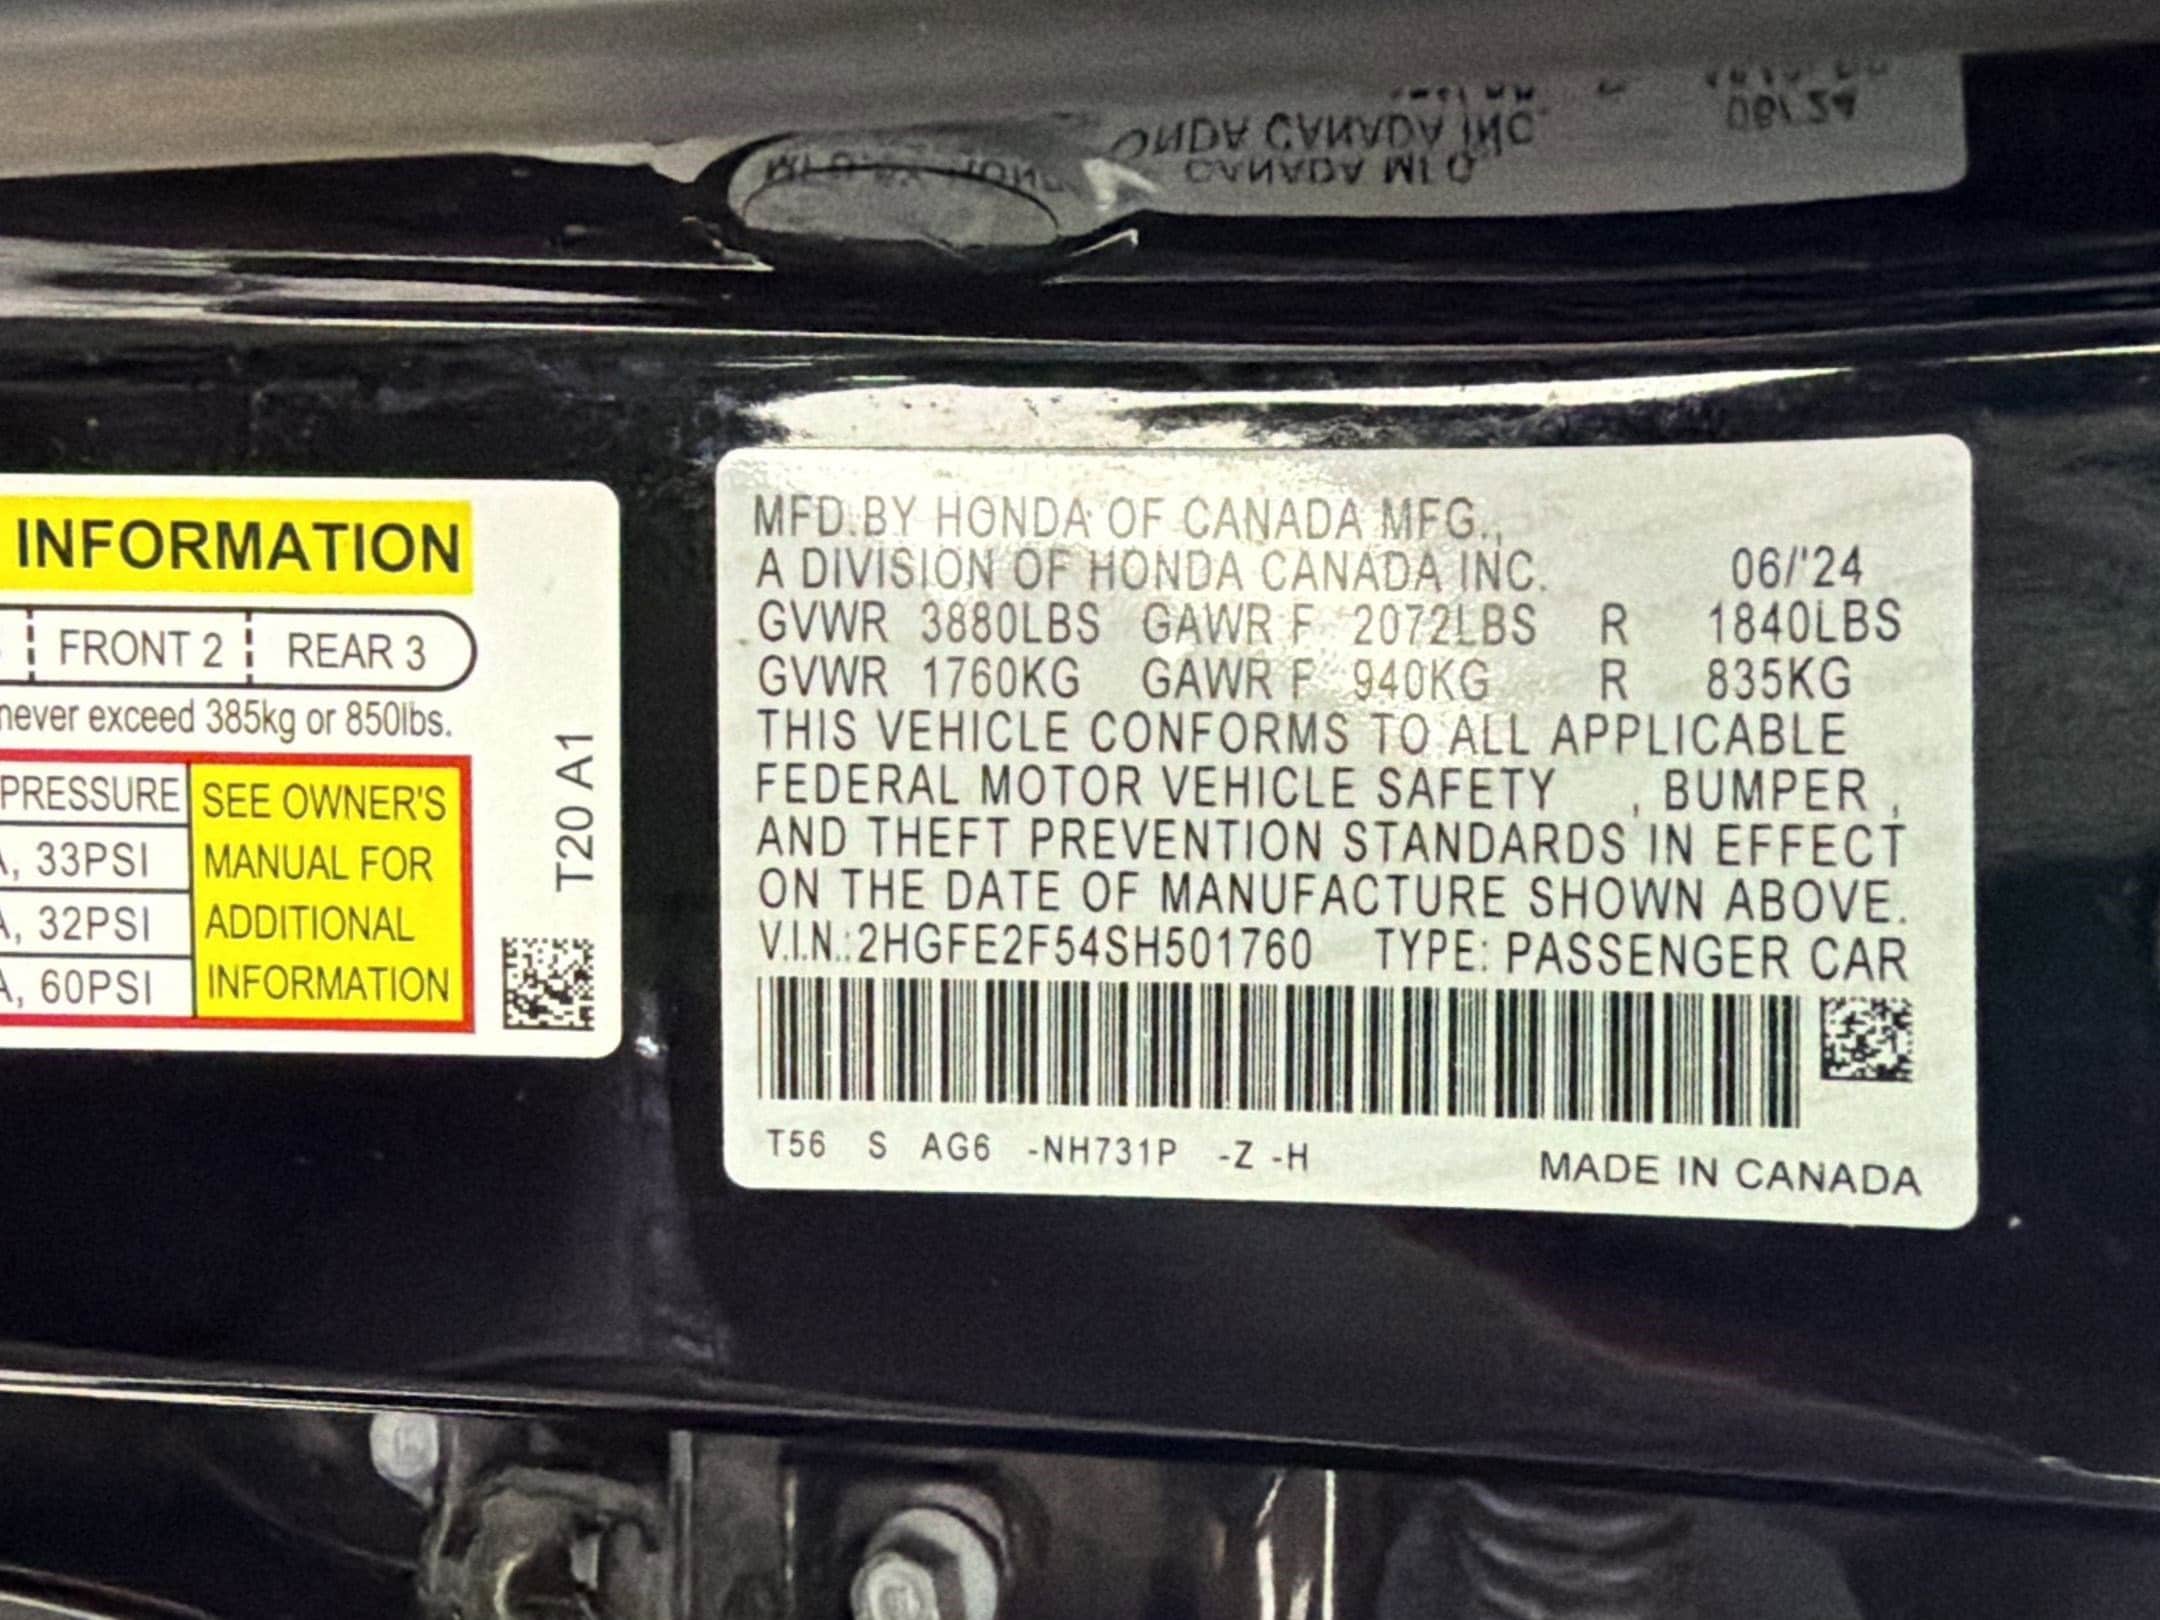 INFORMATION
FRONT 2
REAR 3
never exceed 385kg or 850lbs.
PRESSURE
33PSI
32PSI
60PSI
SEE OWNER'S
MANUAL FOR
ADDITIONAL
INFORMATION
T20 A1
MFD.BY HONDA OF CANADA MFG.,
A DIVISION OF HONDA CANADA INC. 06/'24
GVWR 3880LBS GAWR F 2072LBS R 1840LBS
GVWR 1760KG GAWR F 940KG R 835KG
THIS VEHICLE CONFORMS TO ALL APPLICABLE
FEDERAL MOTOR VEHICLE SAFETY , BUMPER ,
AND THEFT PREVENTION STANDARDS IN EFFECT
ON THE DATE OF MANUFACTURE SHOWN ABOVE.
V.I.N.:2HGFE2F54SH501760 TYPE: PASSENGER CAR
T56 S AG6 -NH731P -Z -H
MADE IN CANADA